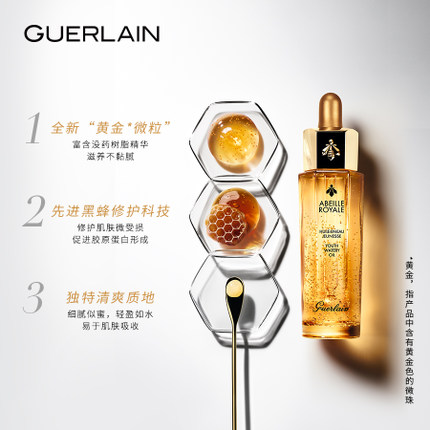 GUERLAIN
1 全新“黄金*微粒”
富含没药树脂精华
滋养不黏腻
2 先进黑蜂修护科技
修护肌肤微受损
促进胶原蛋白形成
3 独特清爽质地
细腻似蜜，轻盈如水
易于肌肤吸收
ABEILLE
ROYALE
HUILE-EN-EAU
JEUNESSE
YOUTH
WATERY
OIL
Guerlain
*黄金，指产品中含有黄金色的微珠